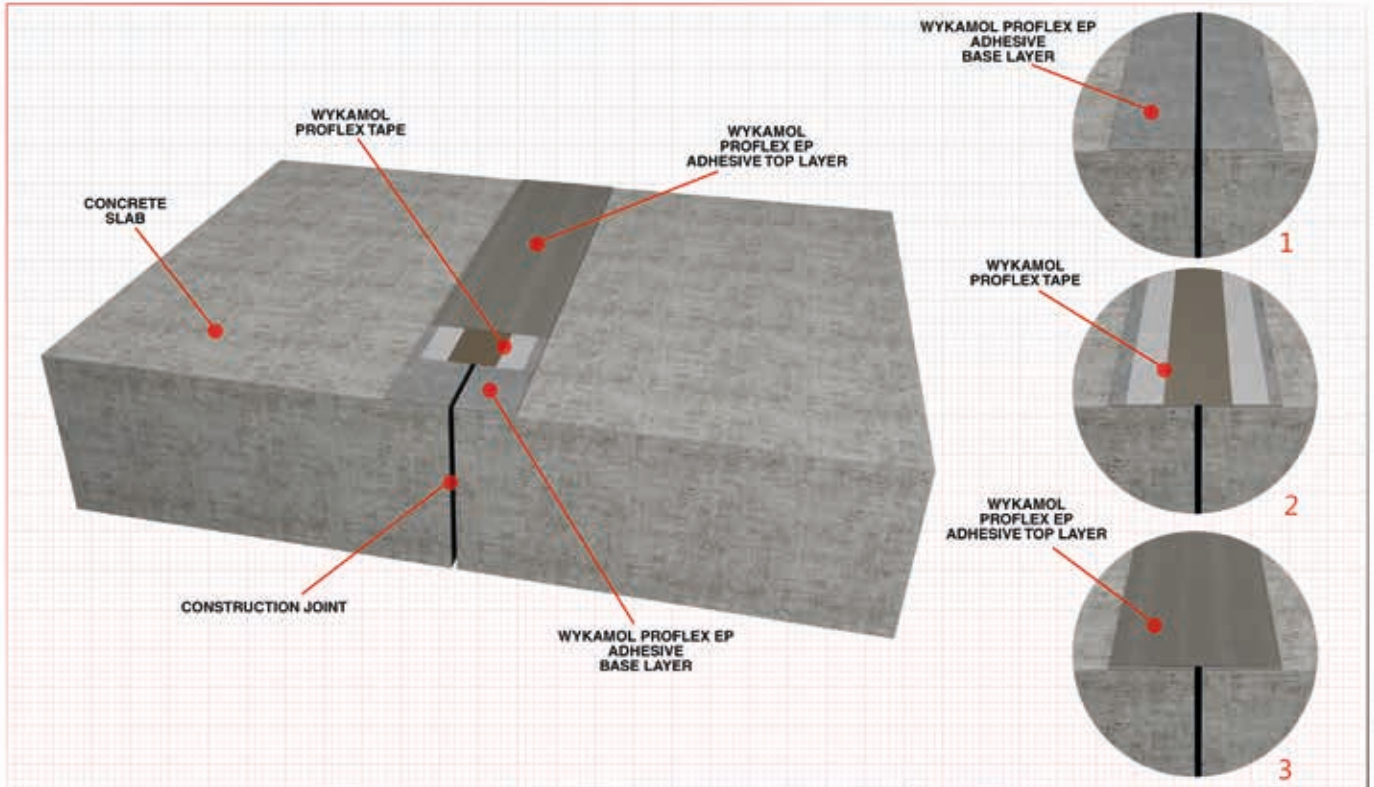 WYKAMOL
PROFLEX TAPE
WYKAMOL
PROFLEX EP
ADHESIVE TOP LAYER
CONCRETE
SLAB
CONSTRUCTION JOINT
WYKAMOL PROFLEX EP
ADHESIVE
BASE LAYER
WYKAMOL PROFLEX EP
ADHESIVE
BASE LAYER
1
WYKAMOL
PROFLEX TAPE
2
WYKAMOL
PROFLEX EP
ADHESIVE TOP LAYER
3